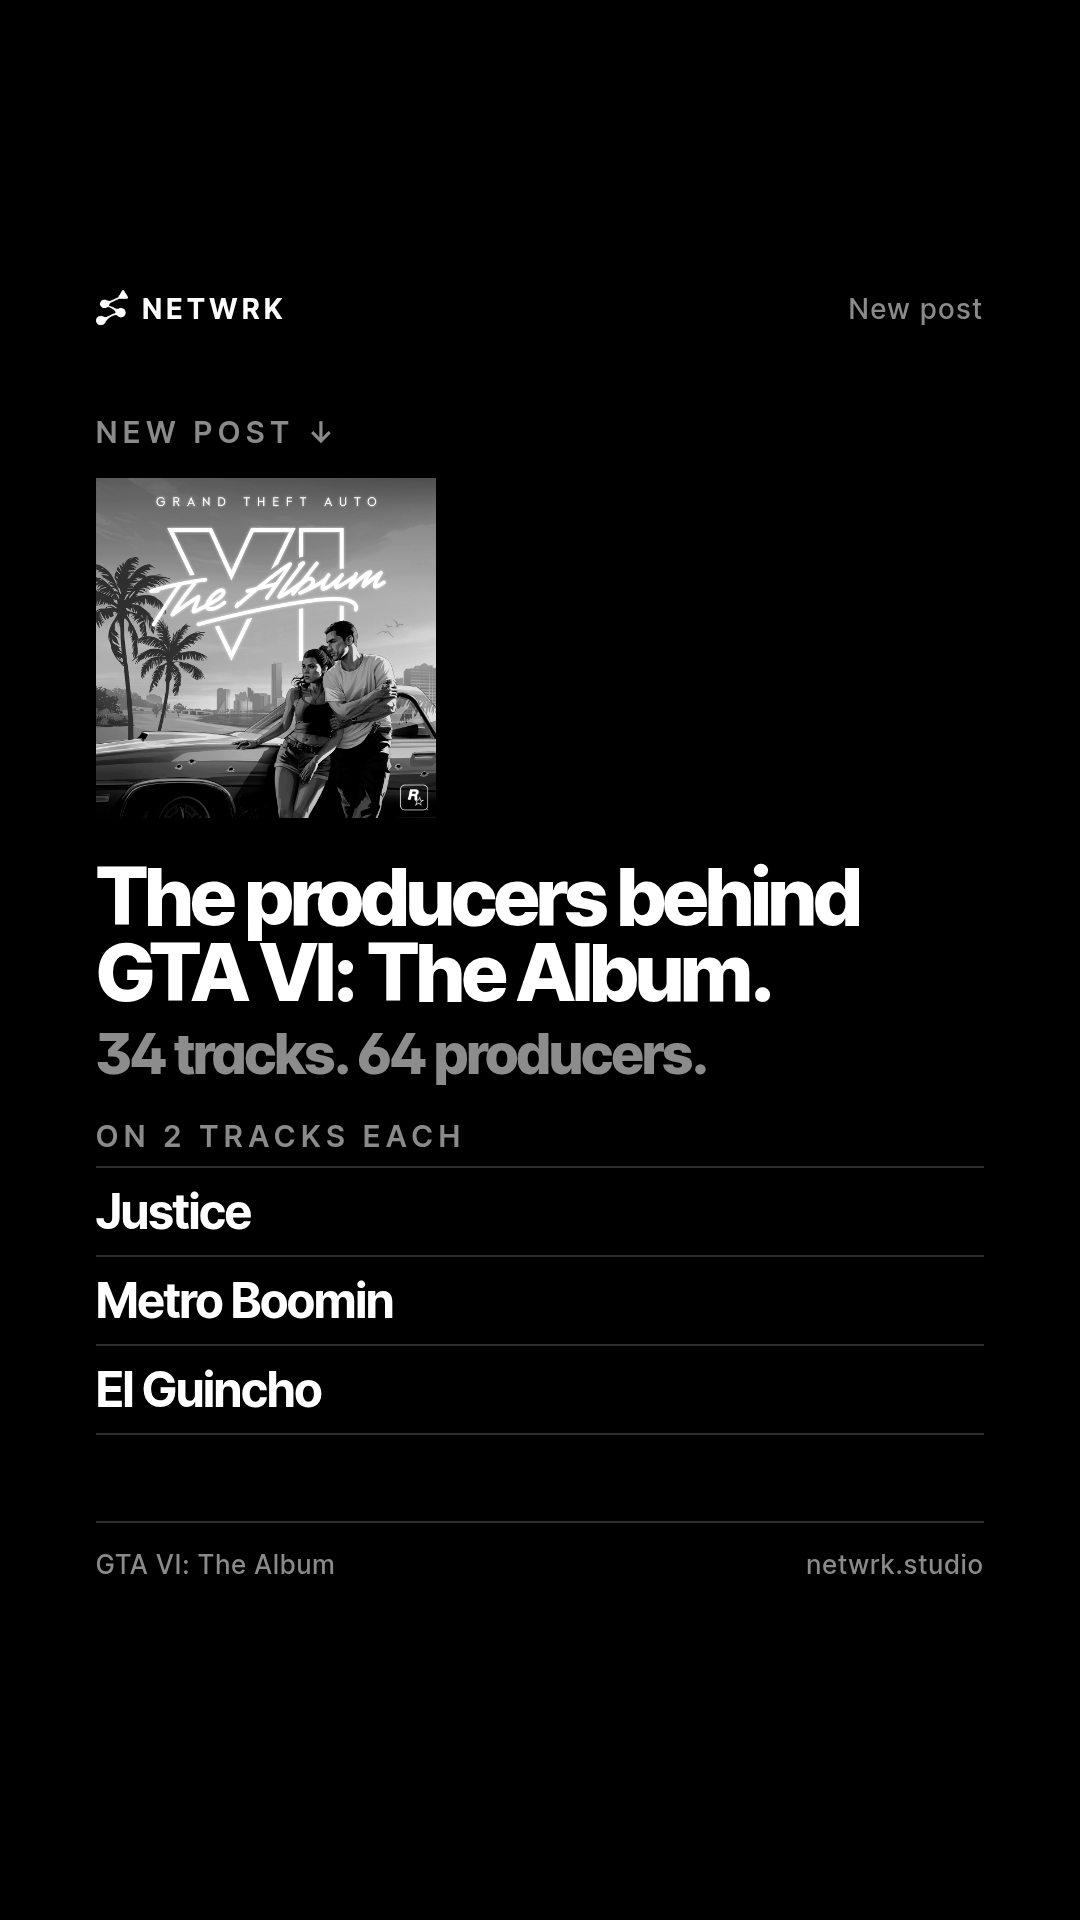 NETWRK
New post
NEW POST ↓
GRAND THEFT AUTO
VI
The Album
R
The producers behind
GTA VI: The Album.
34 tracks. 64 producers.
ON 2 TRACKS EACH
Justice
Metro Boomin
El Guincho
GTA VI: The Album
netwrk.studio